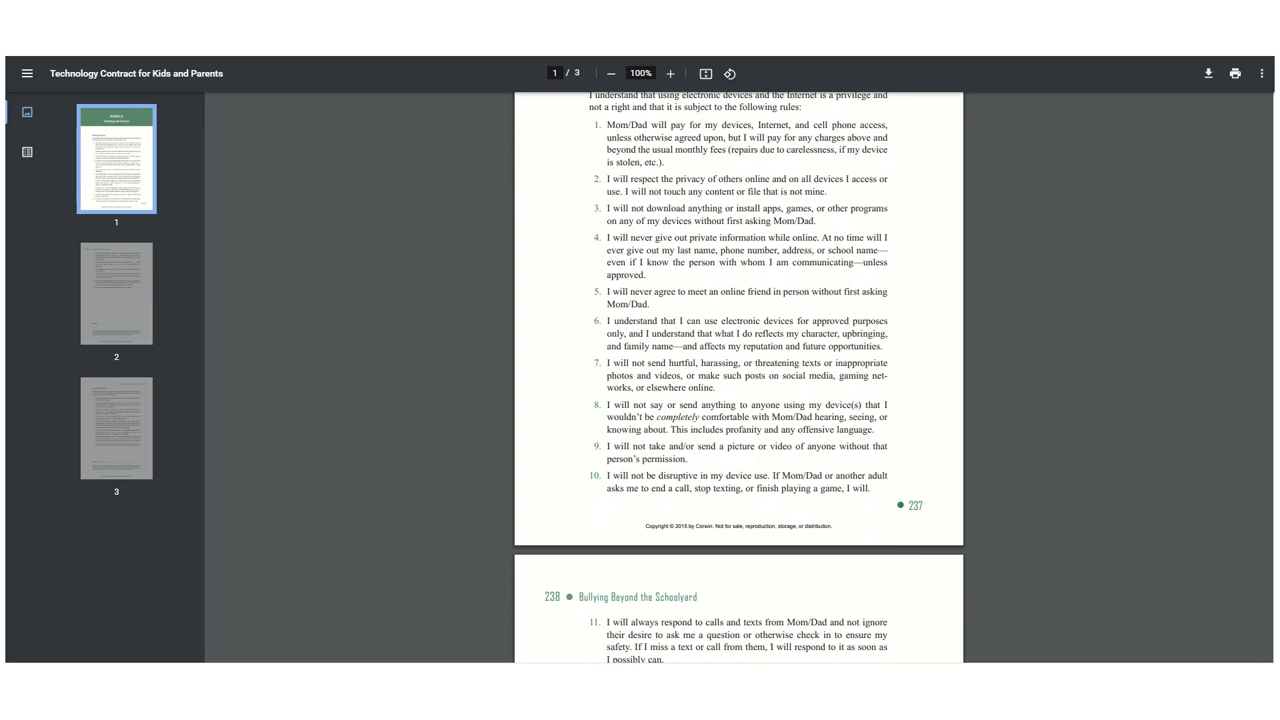 Technology Contract for Kids and Parents
1 / 3
100%
1
2
3
I understand that using electronic devices and the Internet is a privilege and
not a right and that it is subject to the following rules:
1. Mom/Dad will pay for my devices, Internet, and cell phone access,
unless otherwise agreed upon, but I will pay for any charges above and
beyond the usual monthly fees (repairs due to carelessness, if my device
is stolen, etc.).
2. I will respect the privacy of others online and on all devices I access or
use. I will not touch any content or file that is not mine.
3. I will not download anything or install apps, games, or other programs
on any of my devices without first asking Mom/Dad.
4. I will never give out private information while online. At no time will I
ever give out my last name, phone number, address, or school name—
even if I know the person with whom I am communicating—unless
approved.
5. I will never agree to meet an online friend in person without first asking
Mom/Dad.
6. I understand that I can use electronic devices for approved purposes
only, and I understand that what I do reflects my character, upbringing,
and family name—and affects my reputation and future opportunities.
7. I will not send hurtful, harassing, or threatening texts or inappropriate
photos and videos, or make such posts on social media, gaming net-
works, or elsewhere online.
8. I will not say or send anything to anyone using my device(s) that I
wouldn't be completely comfortable with Mom/Dad hearing, seeing, or
knowing about. This includes profanity and any offensive language.
9. I will not take and/or send a picture or video of anyone without that
person's permission.
10. I will not be disruptive in my device use. If Mom/Dad or another adult
asks me to end a call, stop texting, or finish playing a game, I will.
237
Copyright © 2015 by Corwin. Not for sale, reproduction, storage, or distribution.
238 ● Bullying Beyond the Schoolyard
11. I will always respond to calls and texts from Mom/Dad and not ignore
their desire to ask me a question or otherwise check in to ensure my
safety. If I miss a text or call from them, I will respond to it as soon as
I possibly can.